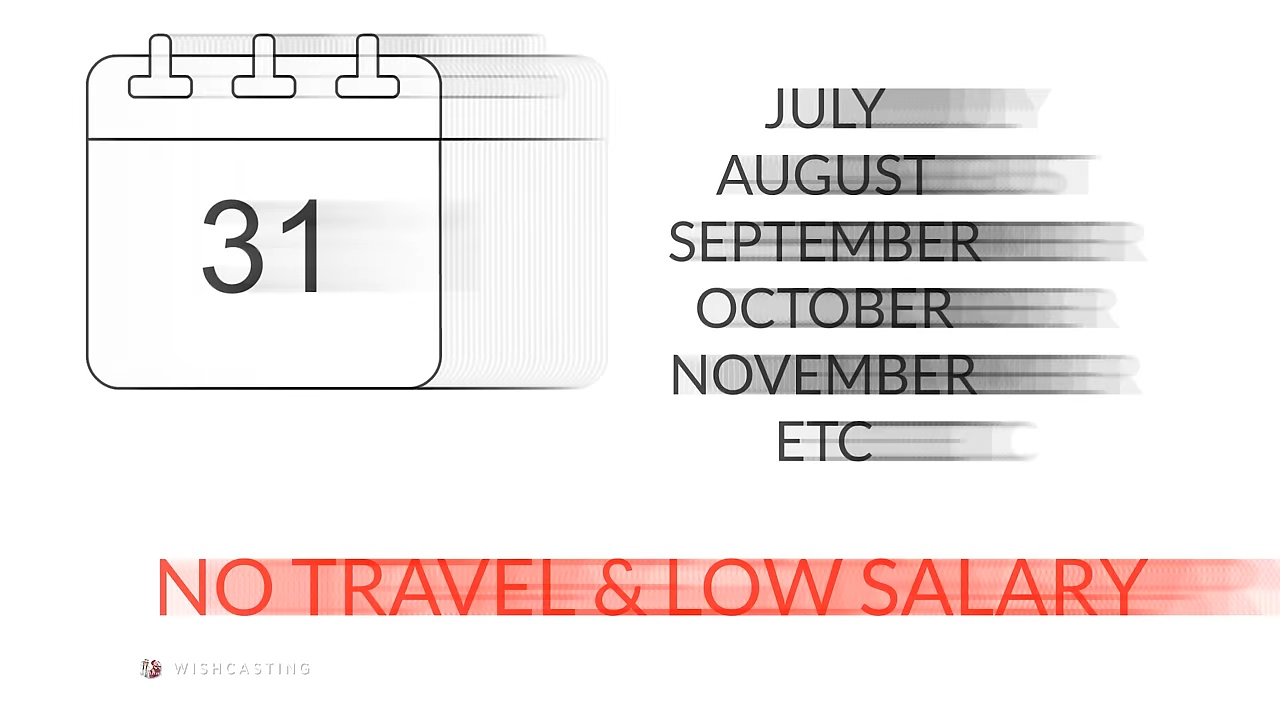 31
JULY
AUGUST
SEPTEMBER
OCTOBER
NOVEMBER
ETC
NO TRAVEL & LOW SALARY
WISHCASTING